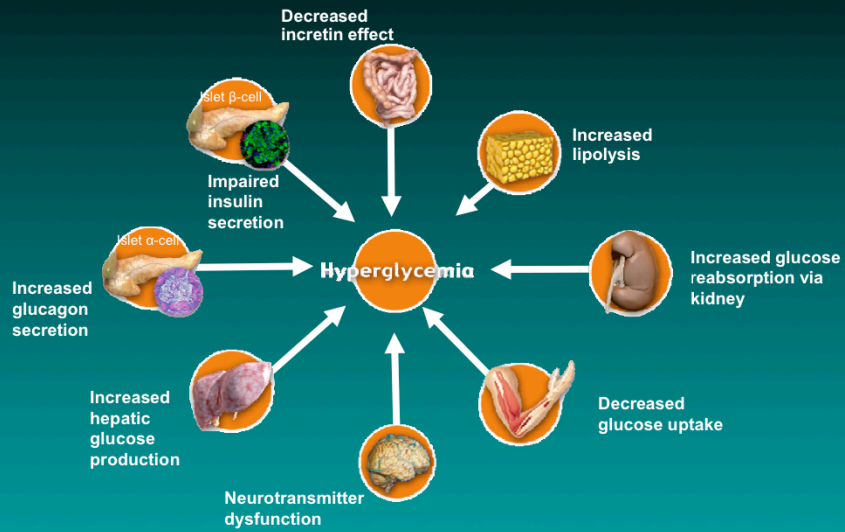 Decreased
incretin effect
Islet β-cell
Increased
lipolysis
Impaired
insulin
secretion
Islet α-cell
Hyperglycemia
Increased glucose
reabsorption via
kidney
Increased
glucagon
secretion
Increased
hepatic
glucose
production
Decreased
glucose uptake
Neurotransmitter
dysfunction